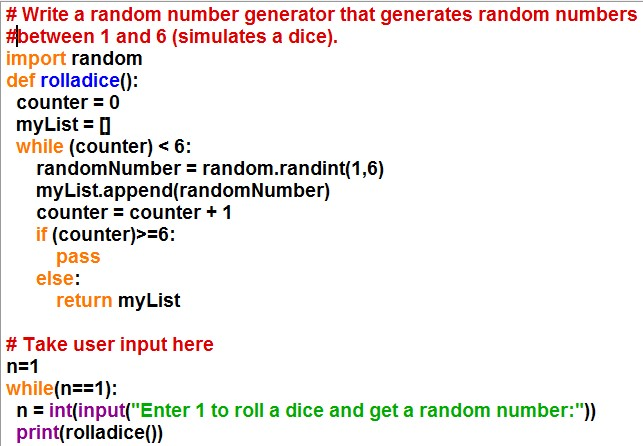 # Write a random number generator that generates random numbers
#between 1 and 6 (simulates a dice).
import random
def rolladice():
  counter = 0
  myList = []
  while (counter) < 6:
    randomNumber = random.randint(1,6)
    myList.append(randomNumber)
    counter = counter + 1
    if (counter)>=6:
      pass
    else:
      return myList

# Take user input here
n=1
while(n==1):
  n = int(input("Enter 1 to roll a dice and get a random number:"))
  print(rolladice())